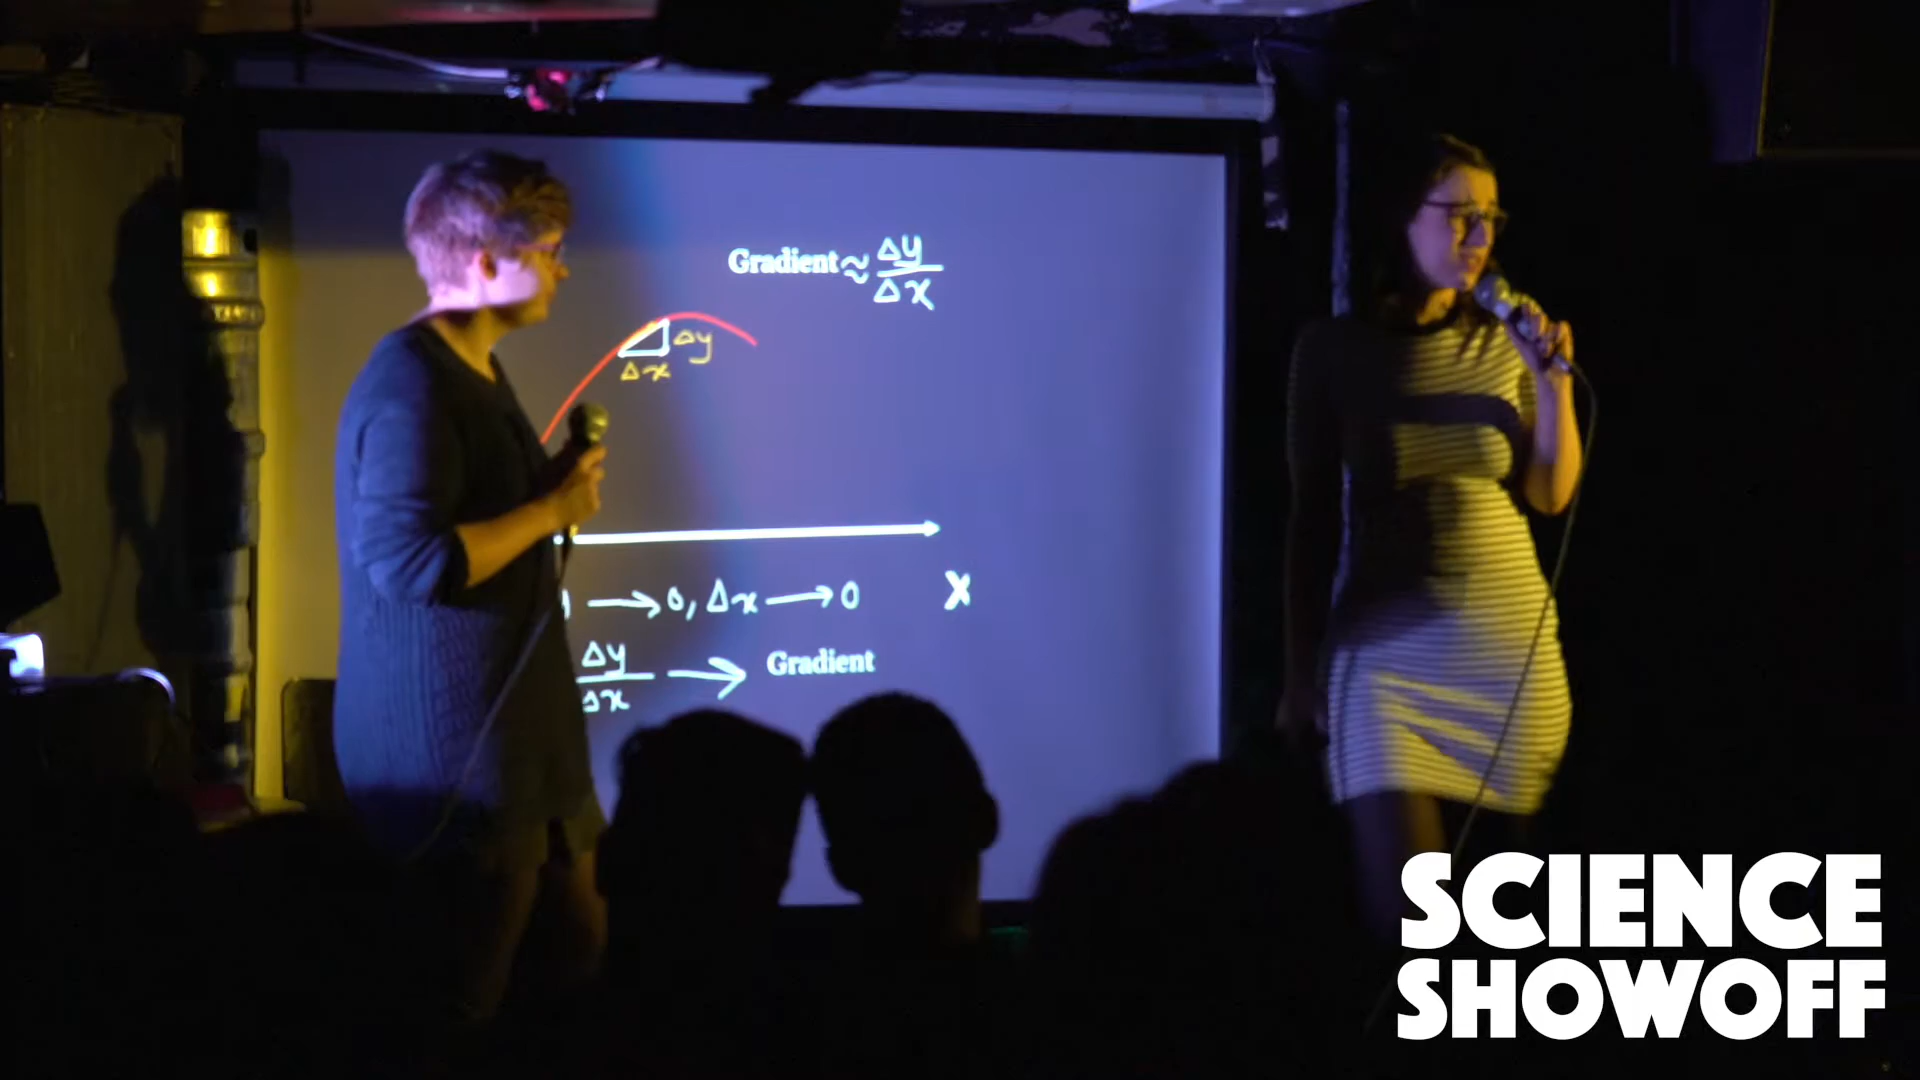 Gradient ≈ Δy/Δx
Δy
Δx
→ 0, Δx → 0
X
Δy/Δx → Gradient
SCIENCE
SHOWOFF